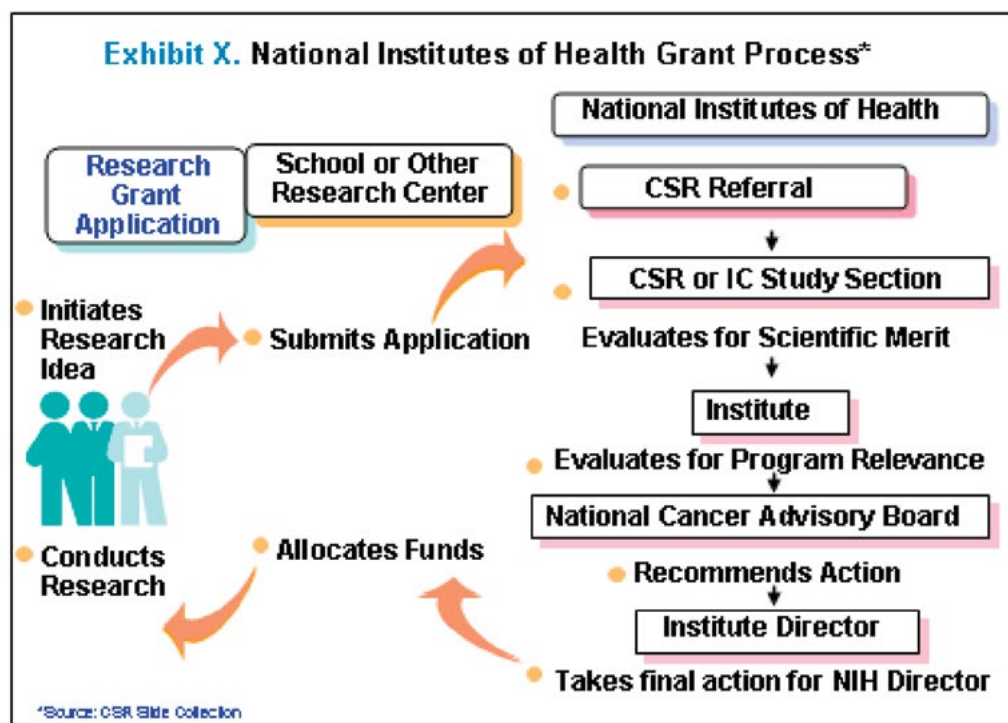 Exhibit X. National Institutes of Health Grant Process*
National Institutes of Health
Research
Grant
Application
School or Other
Research Center
CSR Referral
CSR or IC Study Section
Initiates
Research
Idea
Submits Application
Evaluates for Scientific Merit
Institute
Evaluates for Program Relevance
National Cancer Advisory Board
Conducts
Research
Allocates Funds
Recommends Action
Institute Director
Takes final action for NIH Director
*Source: CSR Slide Collection